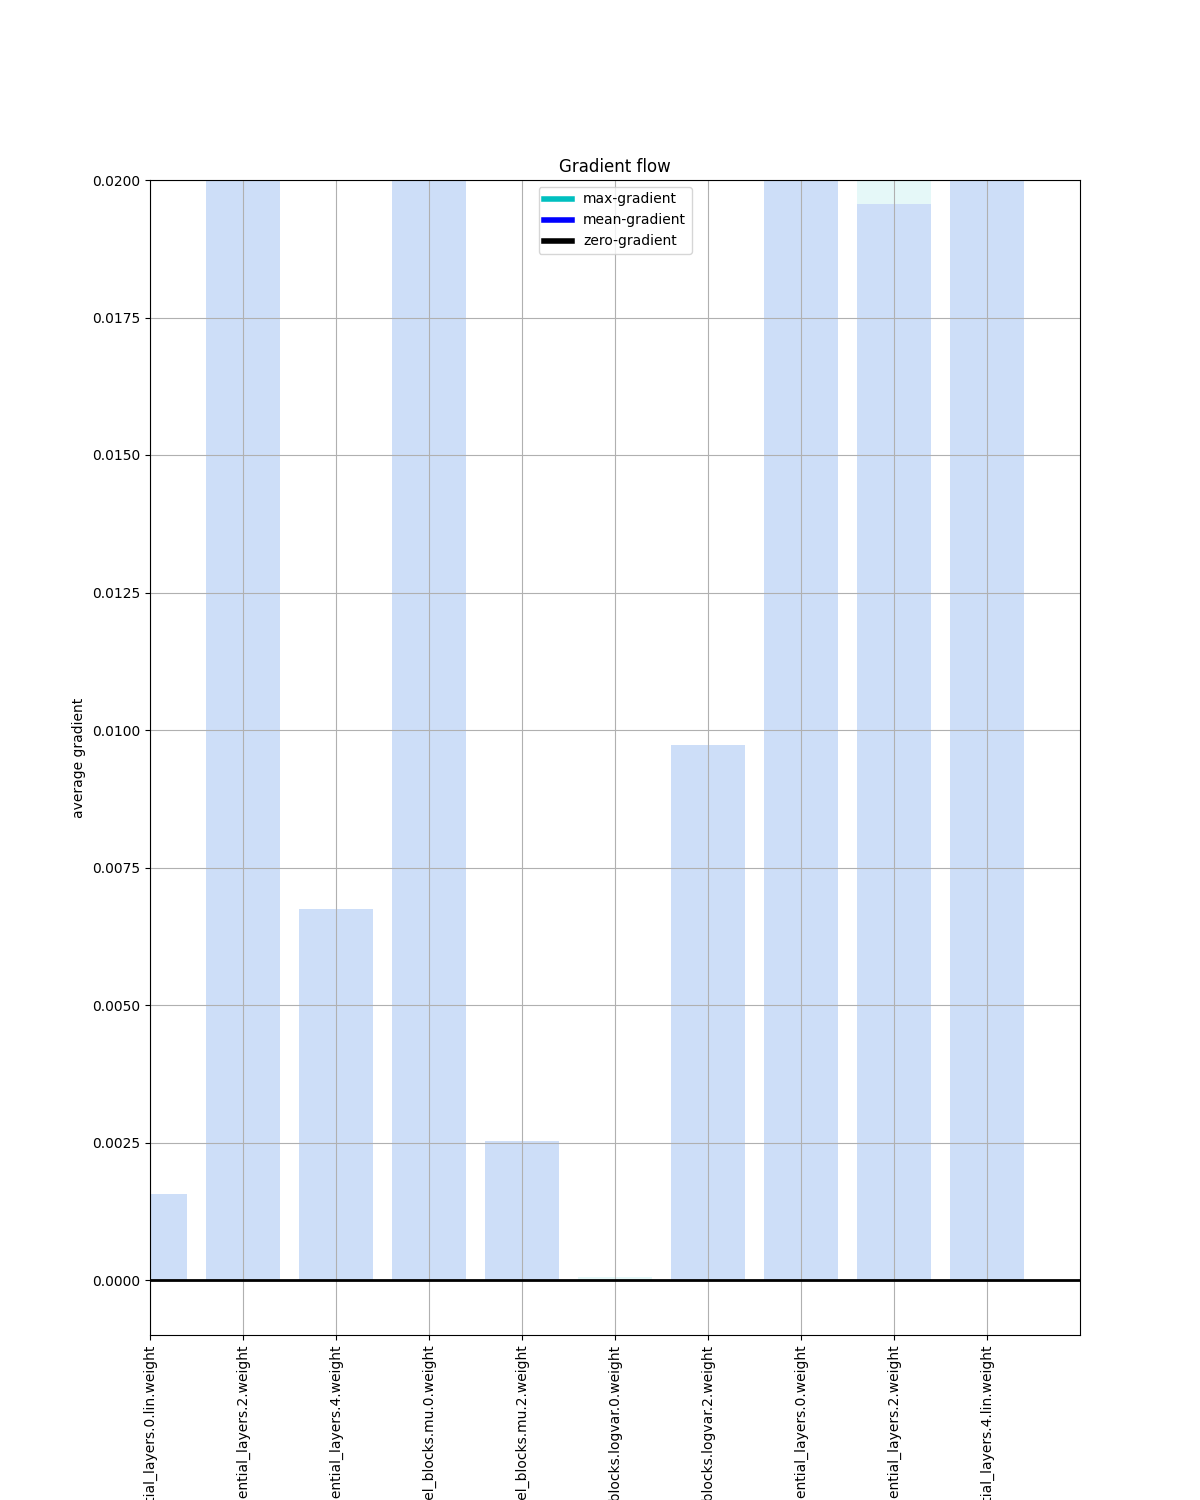 Gradient flow
max-gradient
mean-gradient
zero-gradient
average gradient
0.0200
0.0175
0.0150
0.0125
0.0100
0.0075
0.0050
0.0025
0.0000
tial_layers.0.lin.weight
ential_layers.2.weight
ential_layers.4.weight
el_blocks.mu.0.weight
el_blocks.mu.2.weight
blocks.logvar.0.weight
blocks.logvar.2.weight
ential_layers.0.weight
ential_layers.2.weight
tial_layers.4.lin.weight